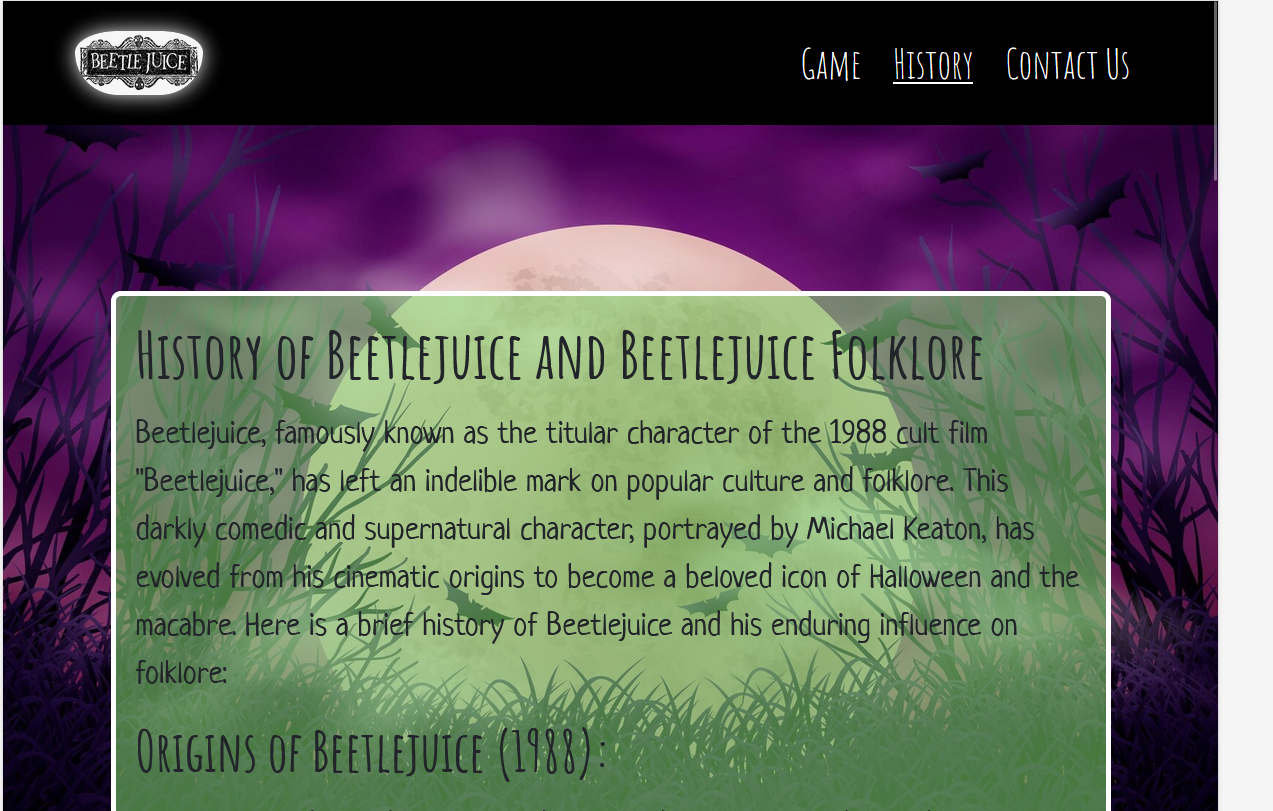 BEETLE JUICE
Game History Contact Us
History of Beetlejuice and Beetlejuice Folklore
Beetlejuice, famously known as the titular character of the 1988 cult film
"Beetlejuice," has left an indelible mark on popular culture and folklore. This
darkly comedic and supernatural character, portrayed by Michael Keaton, has
evolved from his cinematic origins to become a beloved icon of Halloween and the
macabre. Here is a brief history of Beetlejuice and his enduring influence on
folklore:
Origins of Beetlejuice (1988):